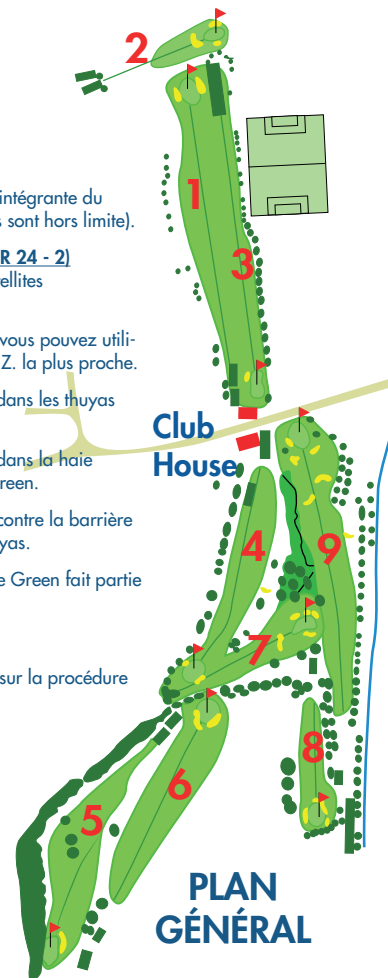 2
intégrante du
s sont hors limite).
1
R 24 - 2)
ellites
3
vous pouvez utili-
Z. la plus proche.
dans les thuyas
Club
House
dans la haie
reen.
contre la barrière
yas.
4
9
e Green fait partie
7
sur la procédure
8
6
5
PLAN
GÉNÉRAL